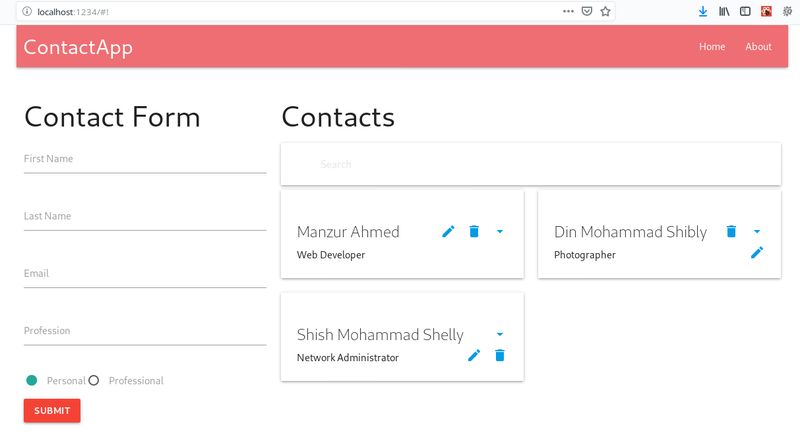 localhost:1234/#!
ContactApp
Home About
Contact Form
First Name
Last Name
Email
Profession
Personal Professional
SUBMIT
Contacts
Search
Manzur Ahmed
Web Developer
Din Mohammad Shibly
Photographer
Shish Mohammad Shelly
Network Administrator